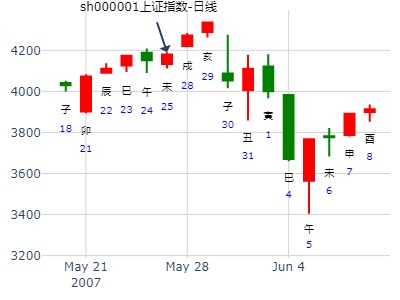 sh000001上证指数-日线
4200
4000
3800
3600
3400
3200
子
18
卯
21
辰
22
巳
23
午
24
未
25
戌
28
亥
29
子
30
丑
31
寅
1
巳
4
午
5
未
6
申
7
酉
8
May 21
2007
May 28
Jun 4